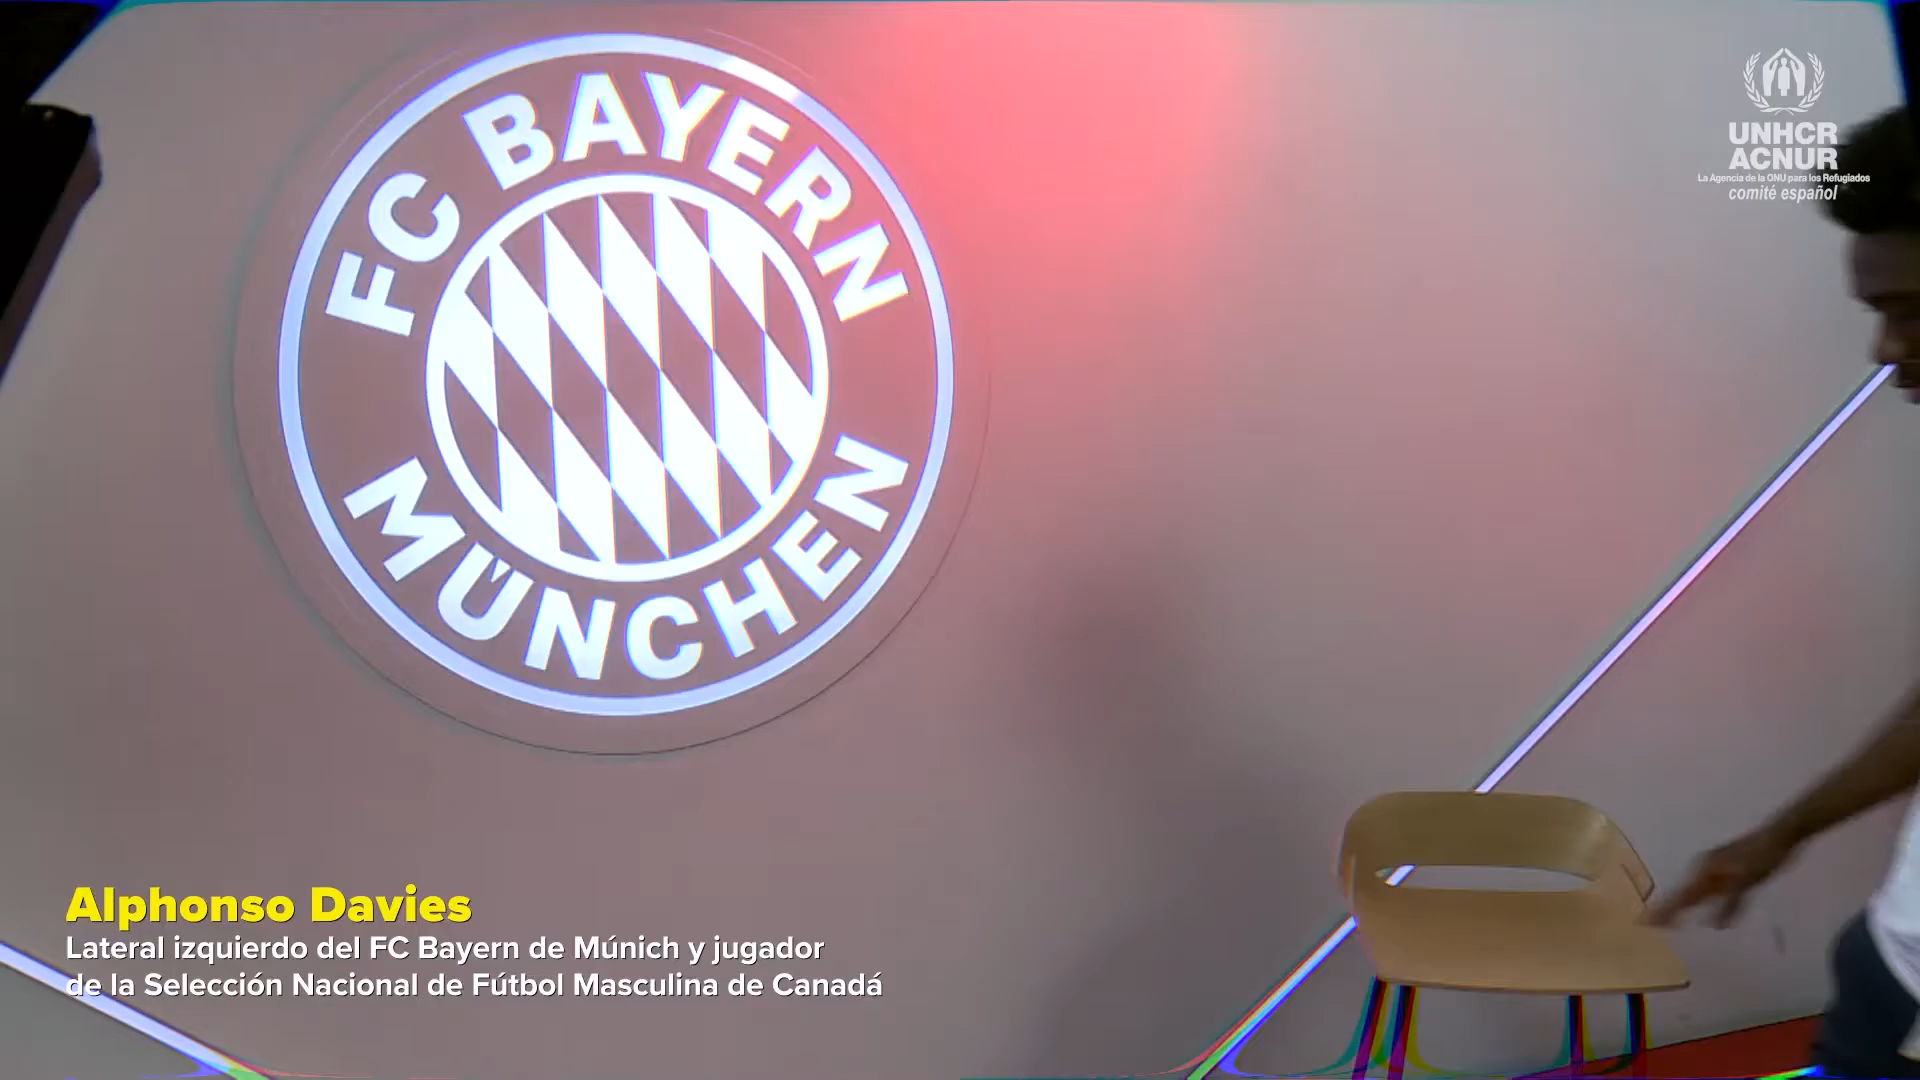 FC BAYERN
MÜNCHEN
UNHCR
ACNUR
La Agencia de la ONU para los Refugiados
comité español
Alphonso Davies
Lateral izquierdo del FC Bayern de Múnich y jugador
de la Selección Nacional de Fútbol Masculina de Canadá